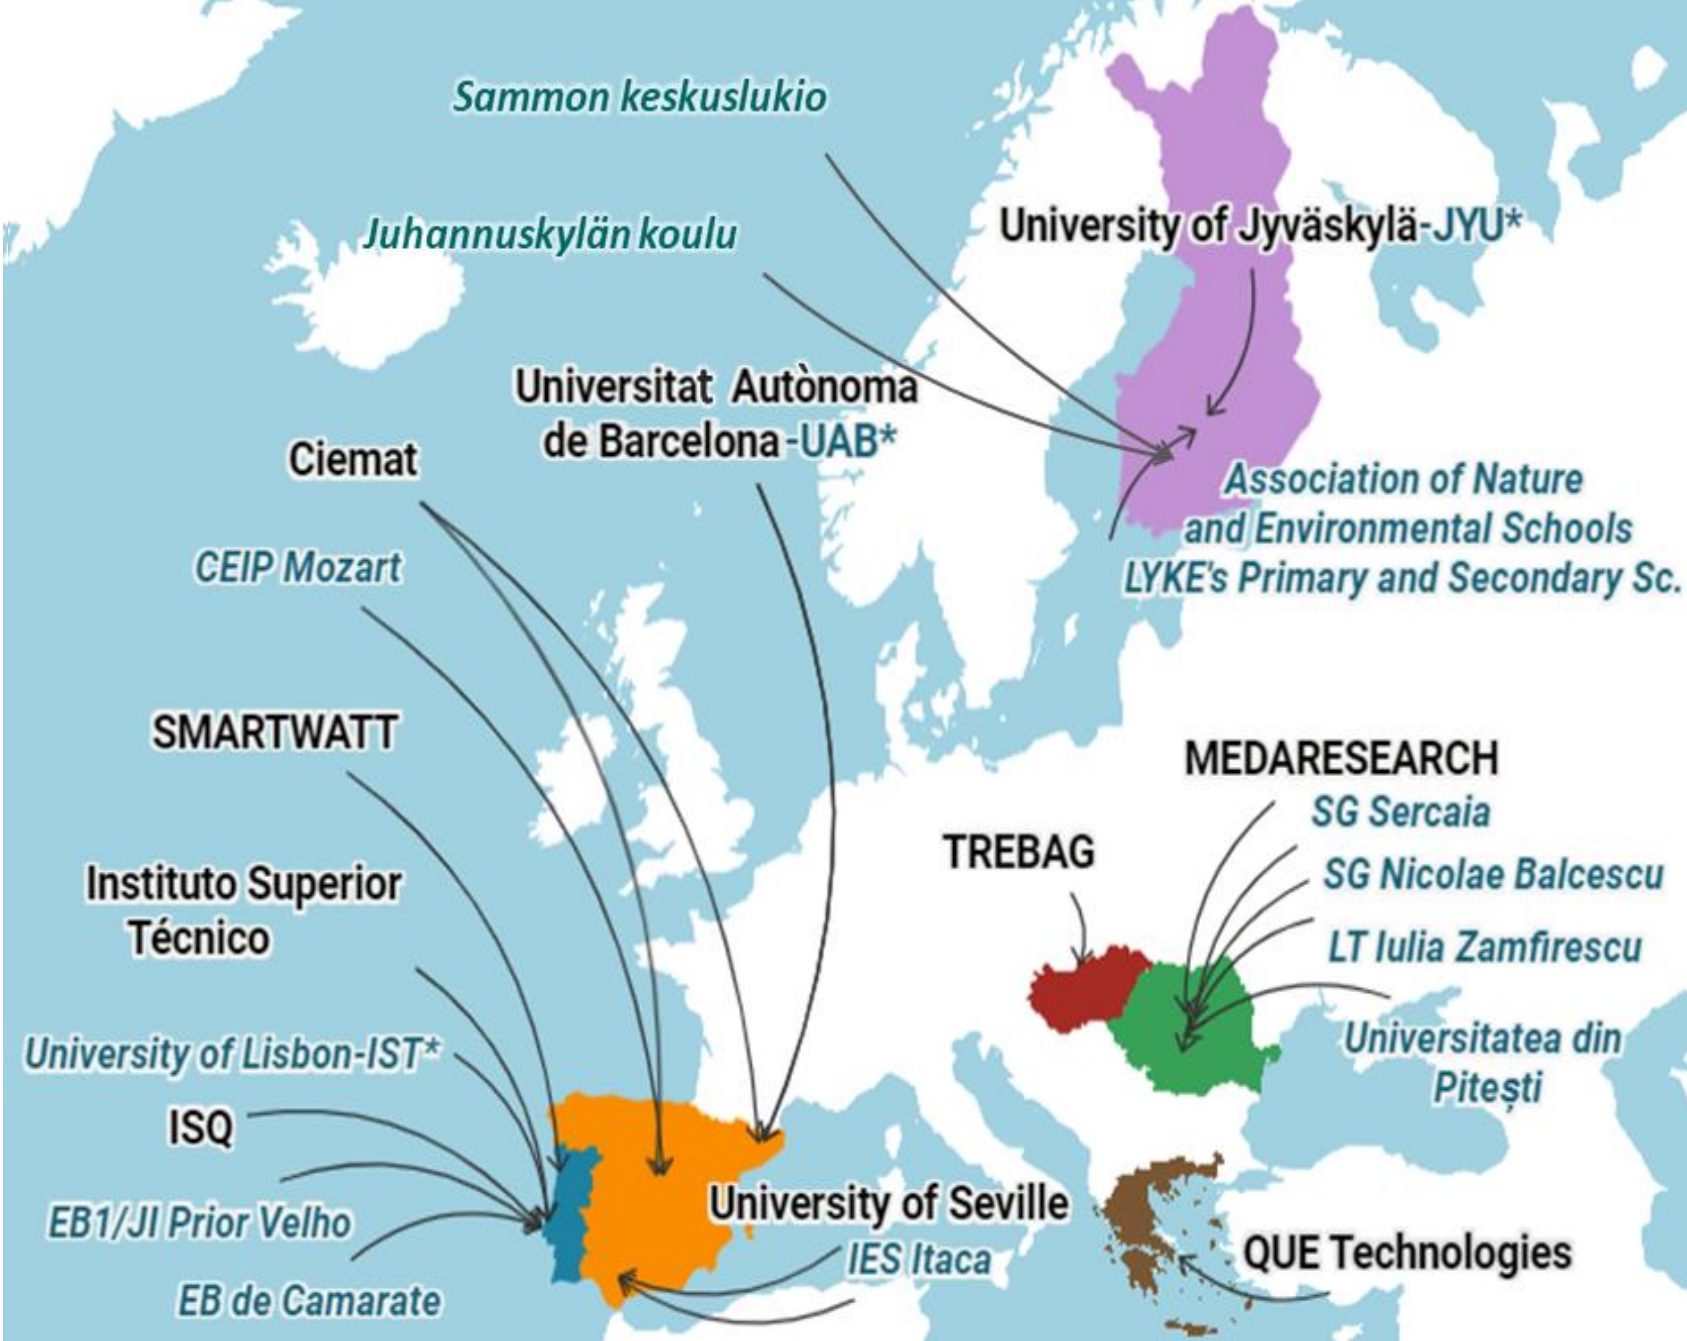 Sammon keskuslukio
Juhannuskylän koulu
University of Jyväskylä-JYU*
Universitat Autònoma
de Barcelona-UAB*
Ciemat
Association of Nature
and Environmental Schools
LYKE's Primary and Secondary Sc.
CEIP Mozart
SMARTWATT
MEDARESEARCH
SG Sercaia
TREBAG
SG Nicolae Balcescu
Instituto Superior
Técnico
LT Iulia Zamfirescu
University of Lisbon-IST*
Universitatea din
Pitești
ISQ
EB1/JI Prior Velho
University of Seville
IES Itaca
QUE Technologies
EB de Camarate